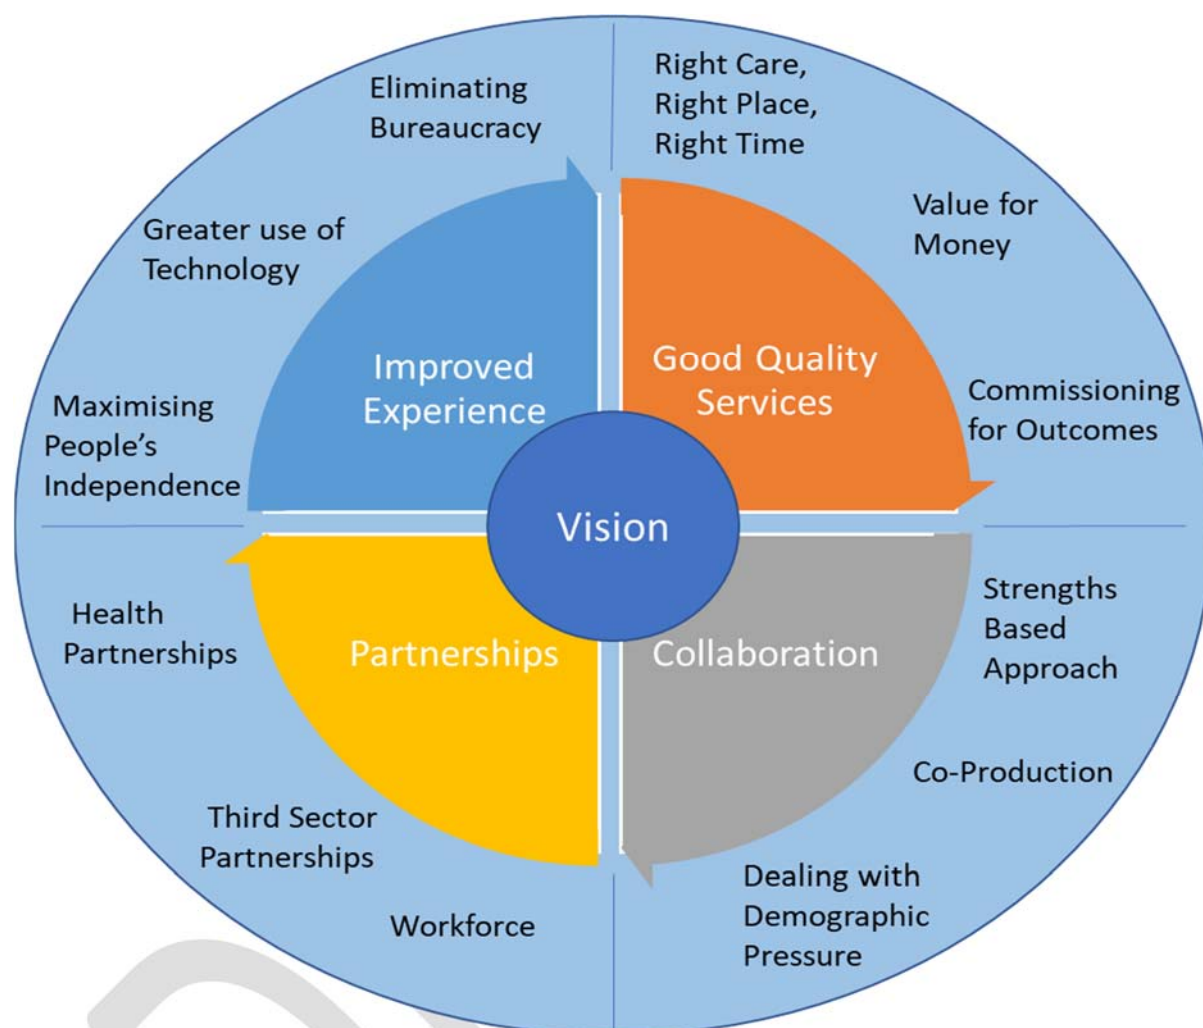 Eliminating
Bureaucracy
Right Care,
Right Place,
Right Time
Greater use of
Technology
Value for
Money
Improved
Experience
Good Quality
Services
Maximising
People’s
Independence
Commissioning
for Outcomes
Vision
Health
Partnerships
Partnerships
Collaboration
Strengths
Based
Approach
Third Sector
Partnerships
Co-Production
Workforce
Dealing with
Demographic
Pressure